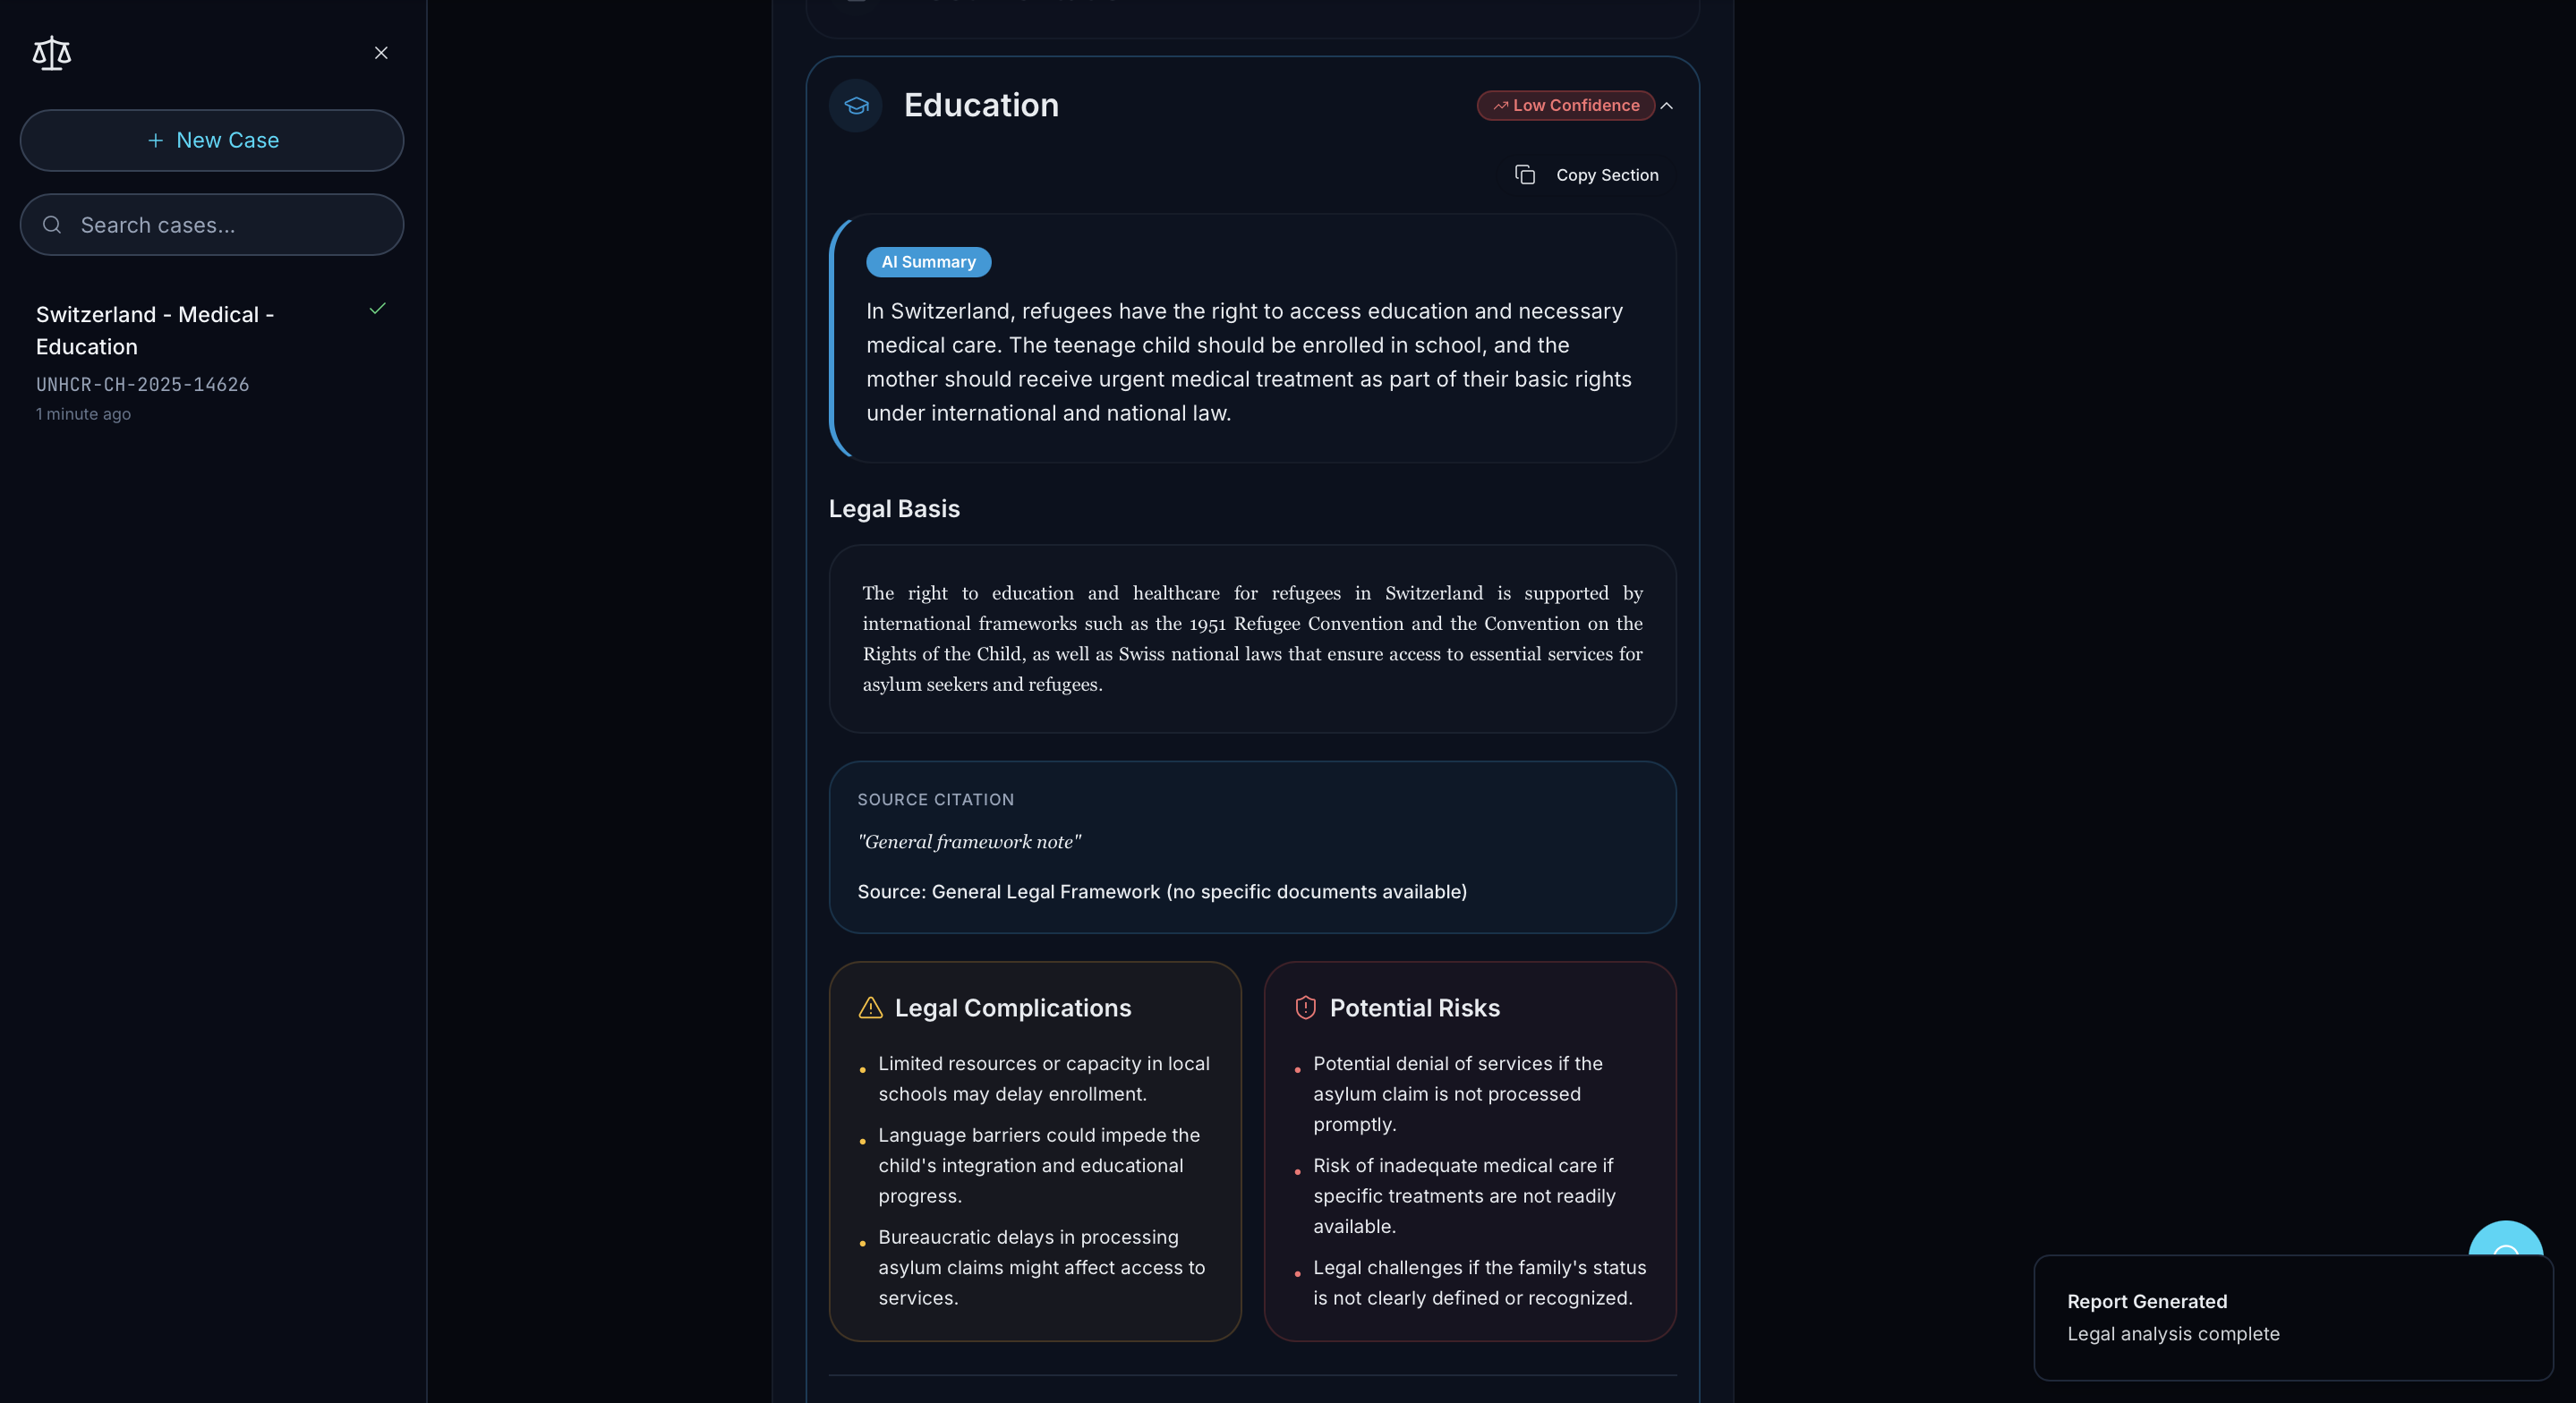 New Case
Search cases...
Switzerland - Medical -
Education
UNHCR-CH-2025-14626
1 minute ago
Education
Low Confidence
Copy Section
AI Summary
In Switzerland, refugees have the right to access education and necessary
medical care. The teenage child should be enrolled in school, and the
mother should receive urgent medical treatment as part of their basic rights
under international and national law.
Legal Basis
The right to education and healthcare for refugees in Switzerland is supported by
international frameworks such as the 1951 Refugee Convention and the Convention on the
Rights of the Child, as well as Swiss national laws that ensure access to essential services for
asylum seekers and refugees.
SOURCE CITATION
"General framework note"
Source: General Legal Framework (no specific documents available)
Legal Complications
Limited resources or capacity in local
schools may delay enrollment.
Language barriers could impede the
child's integration and educational
progress.
Bureaucratic delays in processing
asylum claims might affect access to
services.
Potential Risks
Potential denial of services if the
asylum claim is not processed
promptly.
Risk of inadequate medical care if
specific treatments are not readily
available.
Legal challenges if the family's status
is not clearly defined or recognized.
Report Generated
Legal analysis complete